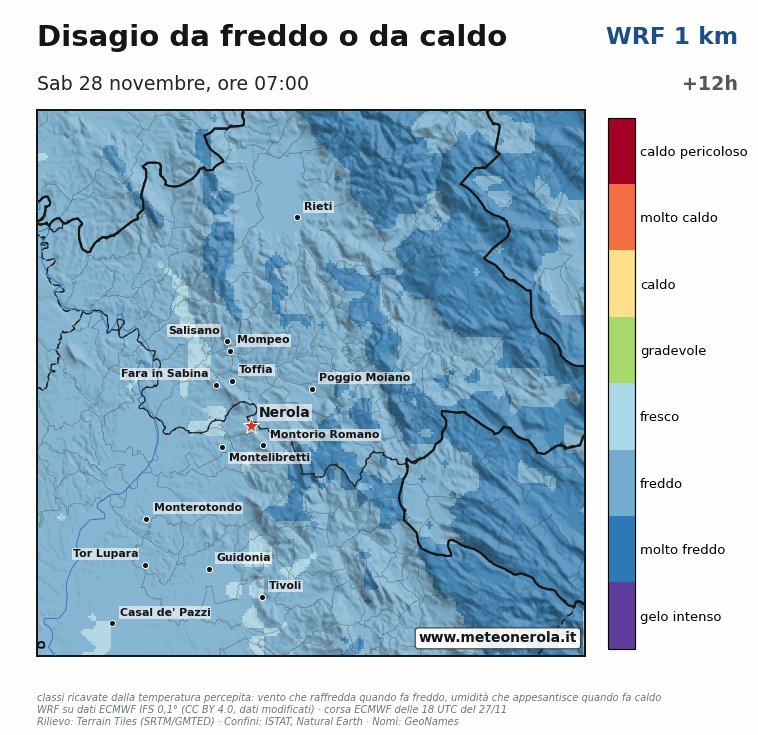 Disagio da freddo o da caldo
WRF 1 km
Sab 28 novembre, ore 07:00
+12h
caldo pericoloso
molto caldo
caldo
gradevole
fresco
freddo
molto freddo
gelo intenso
Rieti
Salisano
Mompeo
Fara in Sabina
Toffia
Poggio Moiano
Nerola
Montorio Romano
Montelibretti
Monterotondo
Tor Lupara
Guidonia
Tivoli
Casal de' Pazzi
www.meteonerola.it
classi ricavate dalla temperatura percepita: vento che raffredda quando fa freddo, umidità che appesantisce quando fa caldo
WRF su dati ECMWF IFS 0,1° (CC BY 4.0, dati modificati) · corsa ECMWF delle 18 UTC del 27/11
Rilievo: Terrain Tiles (SRTM/GMTED) · Confini: ISTAT, Natural Earth · Nomi: GeoNames